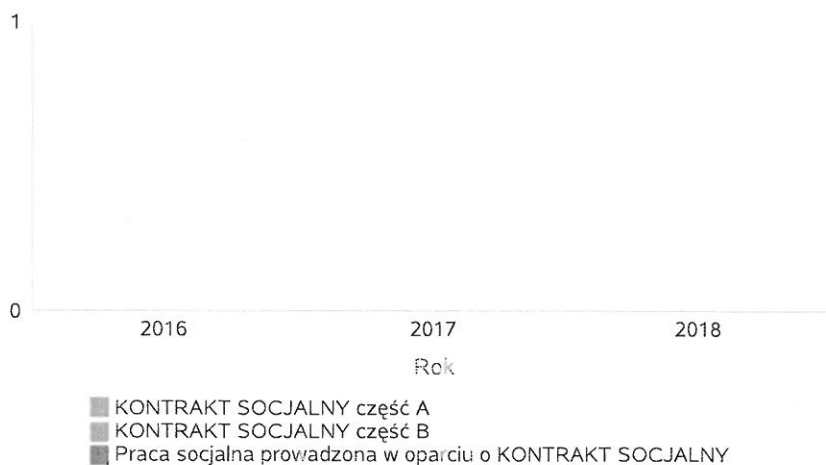 1
0
2016 2017 2018
Rok
KONTRAKT SOCJALNY część A
KONTRAKT SOCJALNY część B
Praca socjalna prowadzona w oparciu o KONTRAKT SOCJALNY